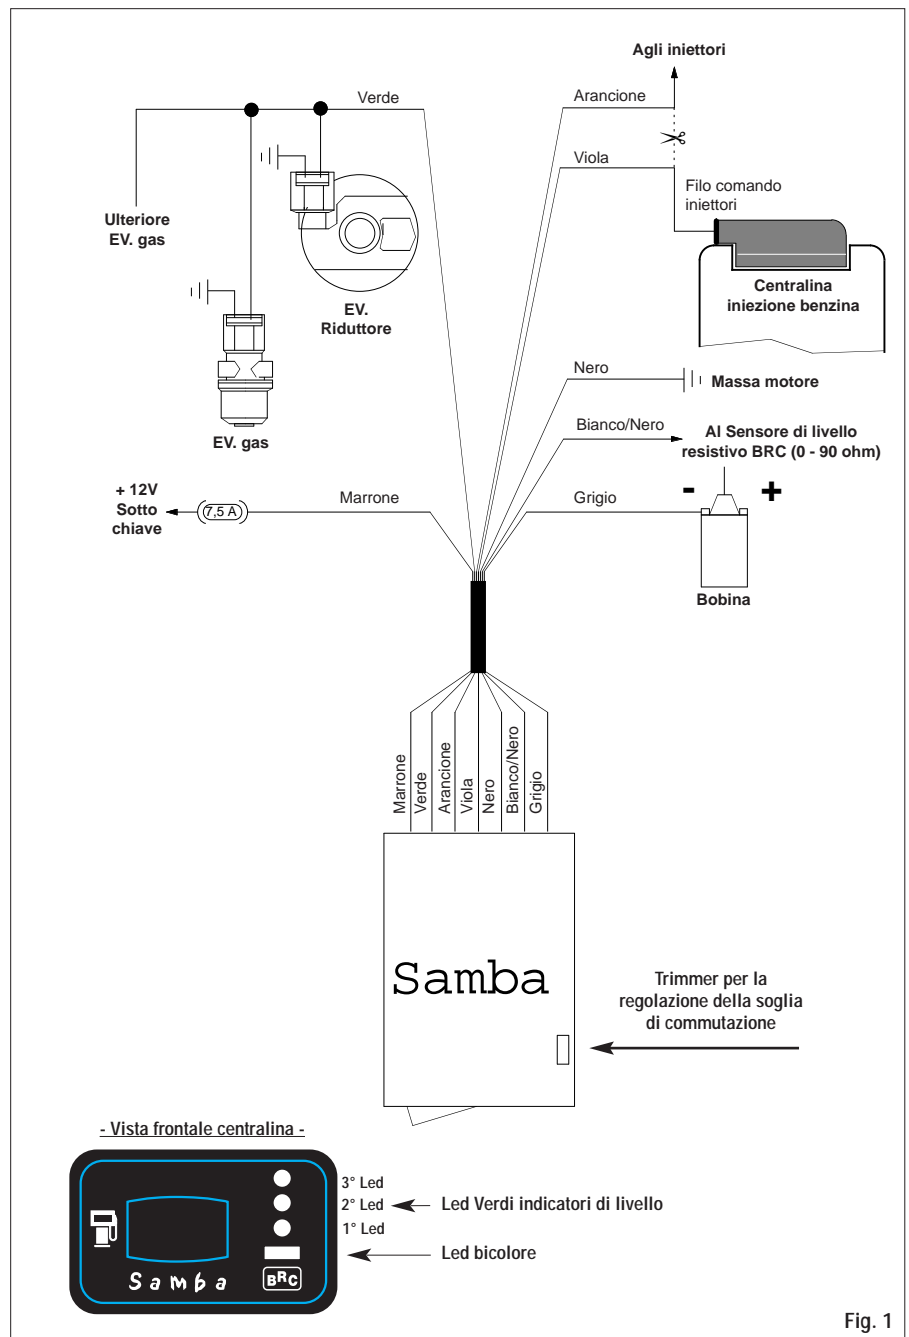 Agli iniettori
Verde
Arancione
Viola
Filo comando
iniettori
Ulteriore
EV. gas
Centralina
iniezione benzina
EV.
Riduttore
Nero
Massa motore
EV. gas
Bianco/Nero
Al Sensore di livello
resistivo BRC (0 - 90 ohm)
+ 12V
Sotto
chiave
7,5 A
Marrone
Grigio
- +
Bobina
Marrone
Verde
Arancione
Viola
Nero
Bianco/Nero
Grigio
Samba
Trimmer per la
regolazione della soglia
di commutazione
- Vista frontale centralina -
3° Led
2° Led
1° Led
Led Verdi indicatori di livello
Led bicolore
Samba
BRC
Fig. 1